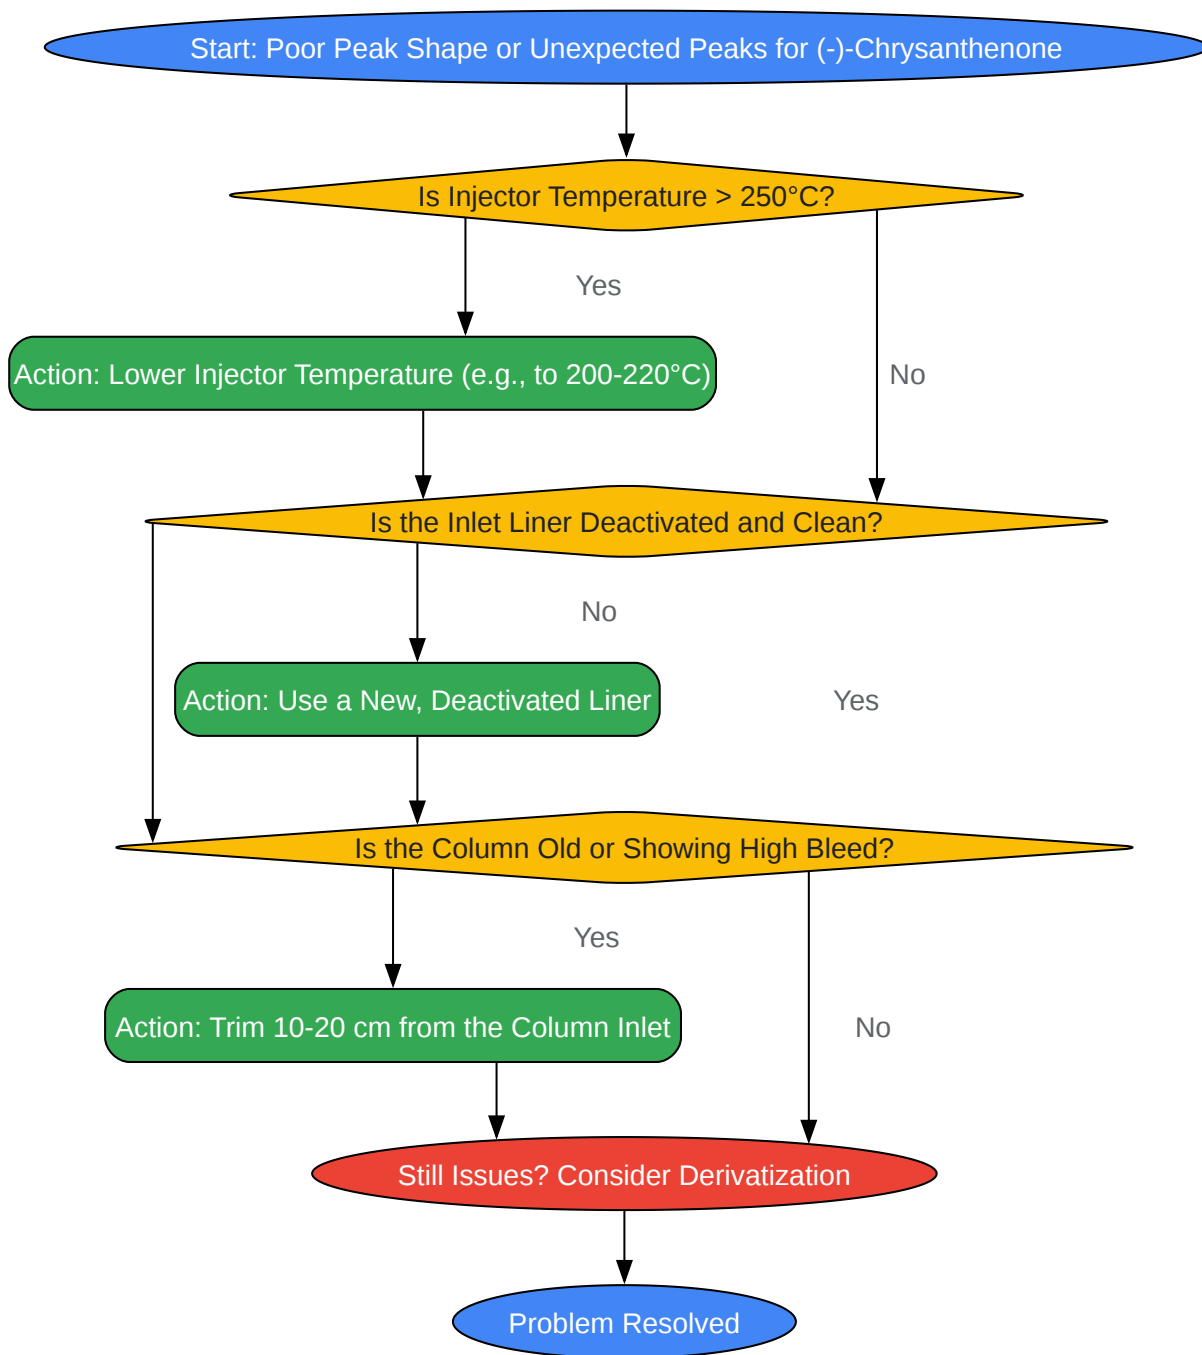 Start: Poor Peak Shape or Unexpected Peaks for (-)-Chrysanthenone
Is Injector Temperature > 250°C?
Yes
Action: Lower Injector Temperature (e.g., to 200-220°C)
No
Is the Inlet Liner Deactivated and Clean?
No
Action: Use a New, Deactivated Liner
Yes
Is the Column Old or Showing High Bleed?
Yes
Action: Trim 10-20 cm from the Column Inlet
No
Still Issues? Consider Derivatization
Problem Resolved